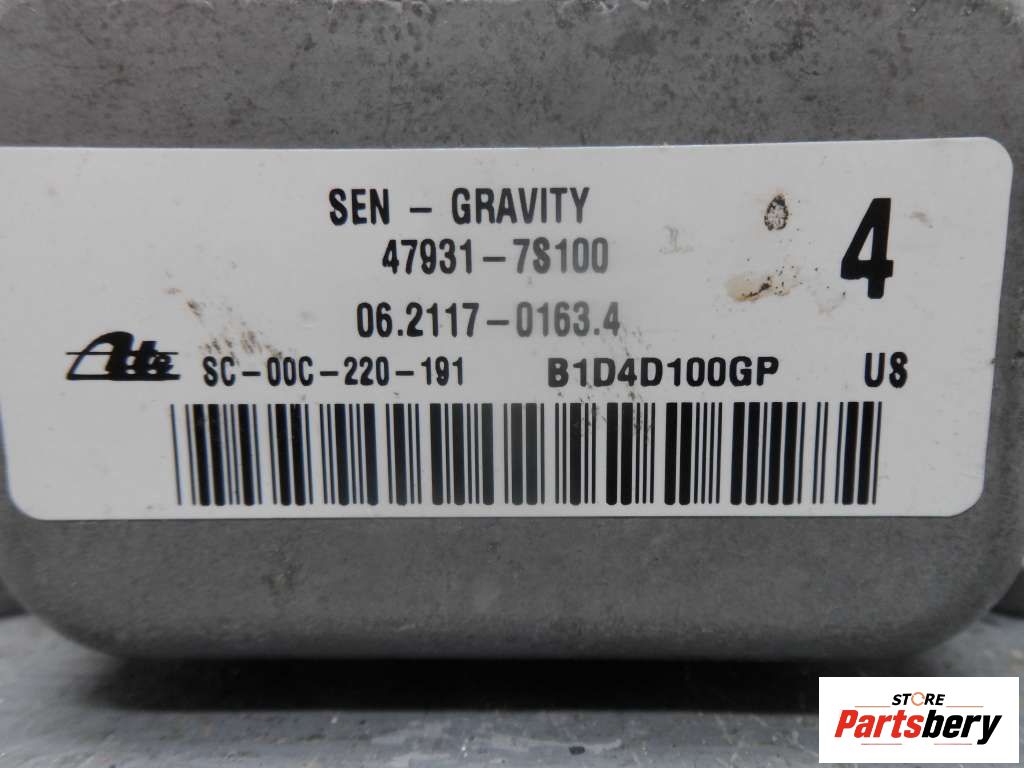 SEN - GRAVITY
47931-7S100
4
06.2117-0163.4
Ate SC-00C-220-191 B1D4D100GP US
STORE
Partsbery